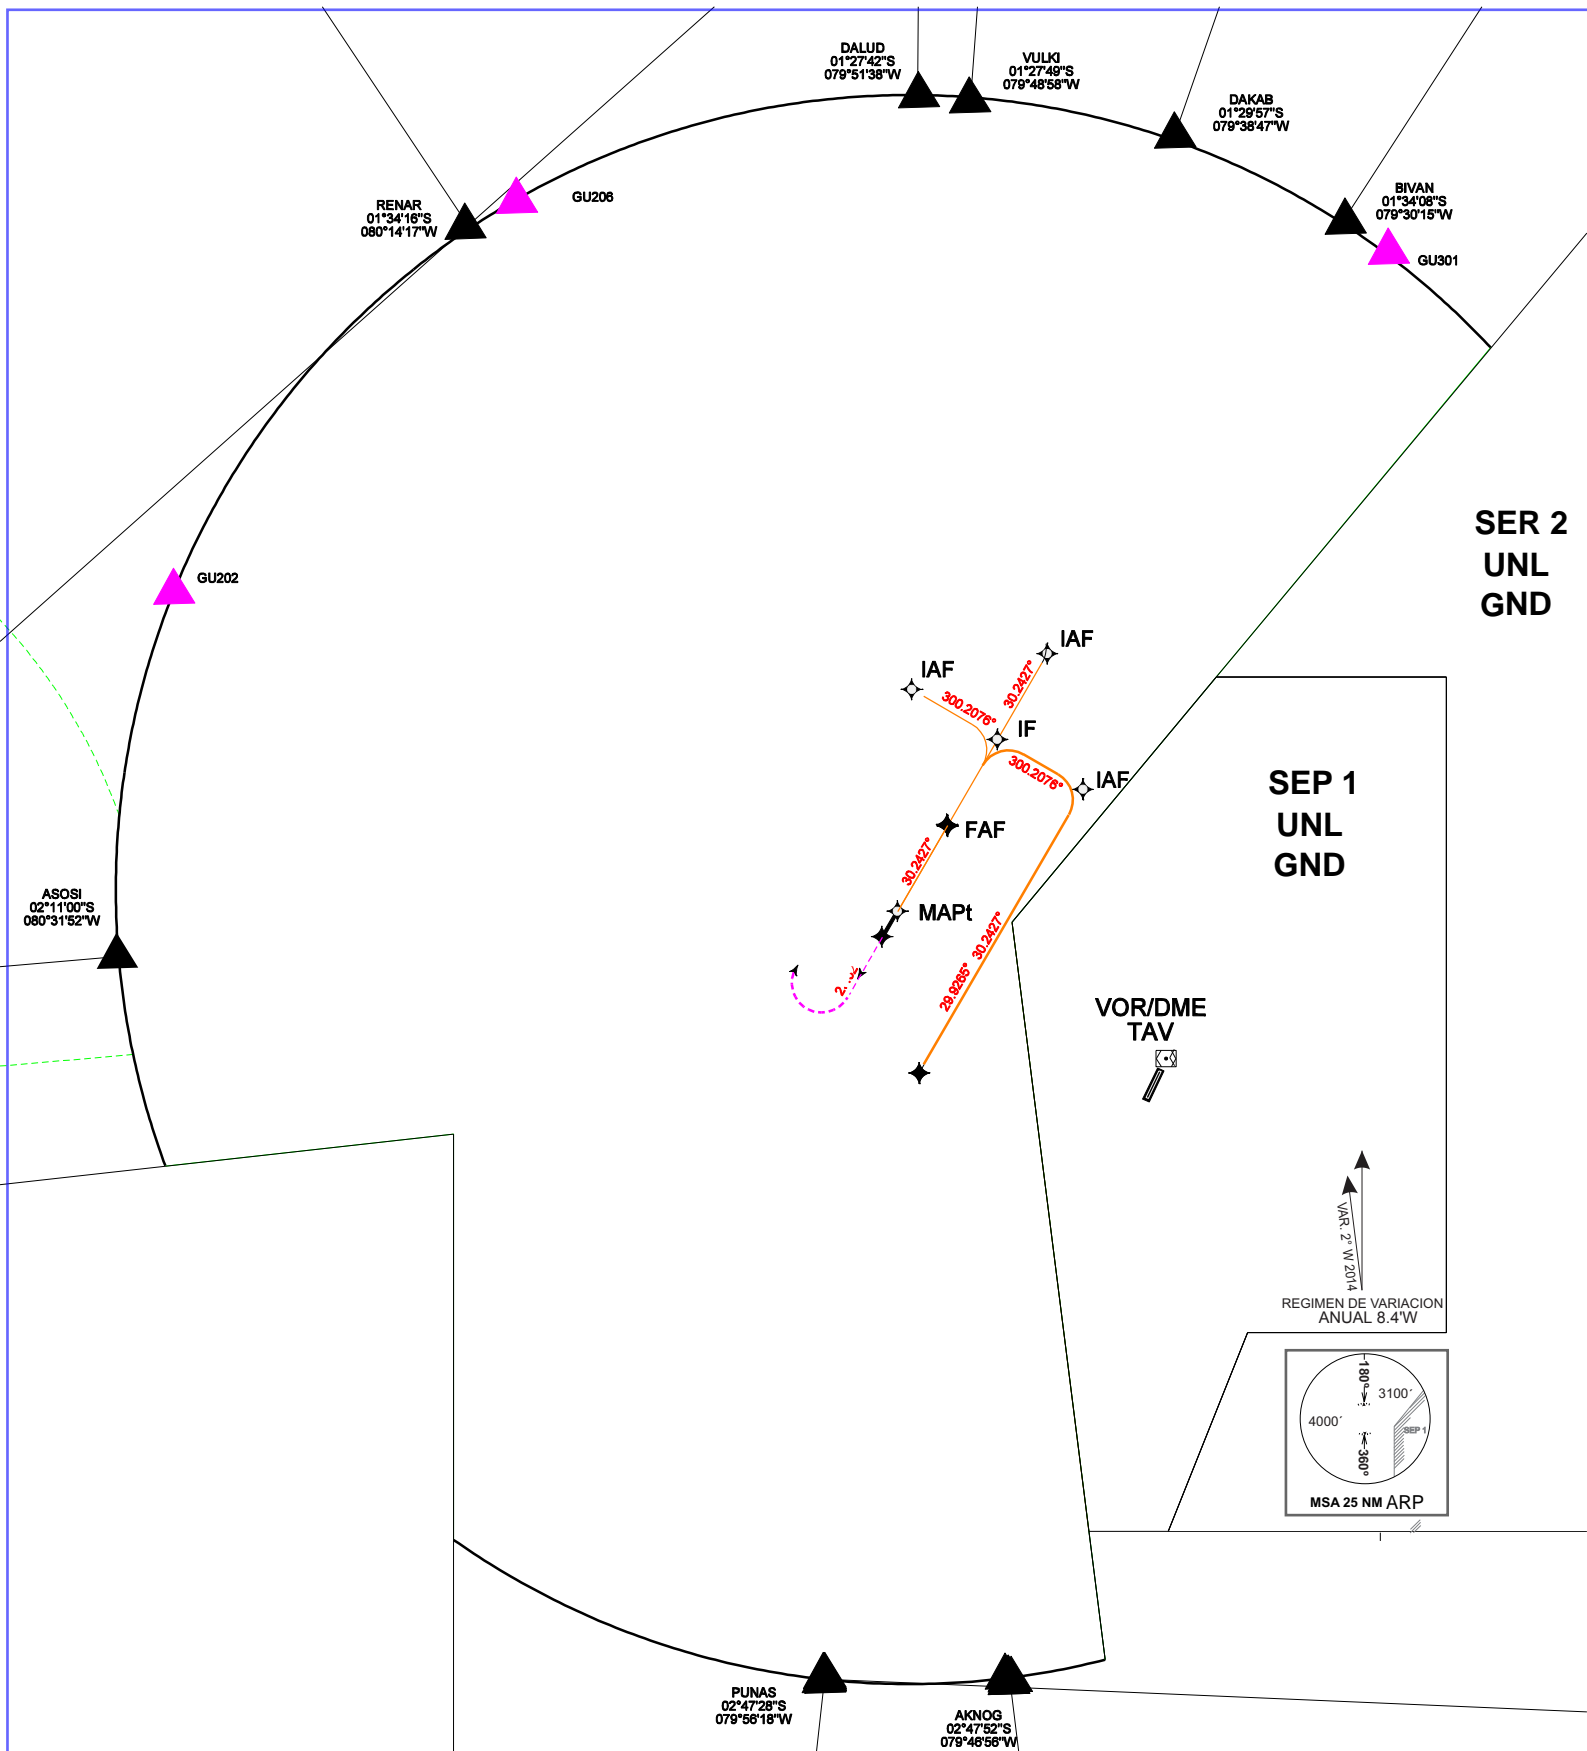 DALUD
01°27'42"S
079°51'38"W
VULKI
01°27'49"S
079°48'58"W
DAKAB
01°29'57"S
079°38'47"W
BIVAN
01°34'08"S
079°30'15"W
GU301
RENAR
01°34'16"S
080°14'17"W
GU206
GU202
SER 2
UNL
GND
IAF
IAF
30.2427°
300.2076°
IF
300.2076°
IAF
SEP 1
UNL
GND
FAF
30.2427°
MAPt
ASOSI
02°11'00"S
080°31'52"W
29.9265° 30.2427°
VOR/DME
TAV
VAR. 2° W 2014
REGIMEN DE VARIACION
ANUAL 8.4'W
180°
3100´
4000´
SEP 1
360°
MSA 25 NM ARP
PUNAS
02°47'28"S
079°56'18"W
AKNOG
02°47'52"S
079°46'56"W